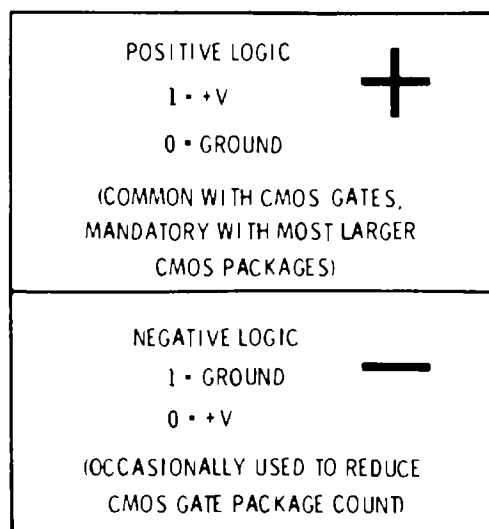 POSITIVE LOGIC
1 = +V
0 = GROUND
(COMMON WITH CMOS GATES,
MANDATORY WITH MOST LARGER
CMOS PACKAGES)
NEGATIVE LOGIC
1 = GROUND
0 = +V
(OCCASIONALLY USED TO REDUCE
CMOS GATE PACKAGE COUNT)